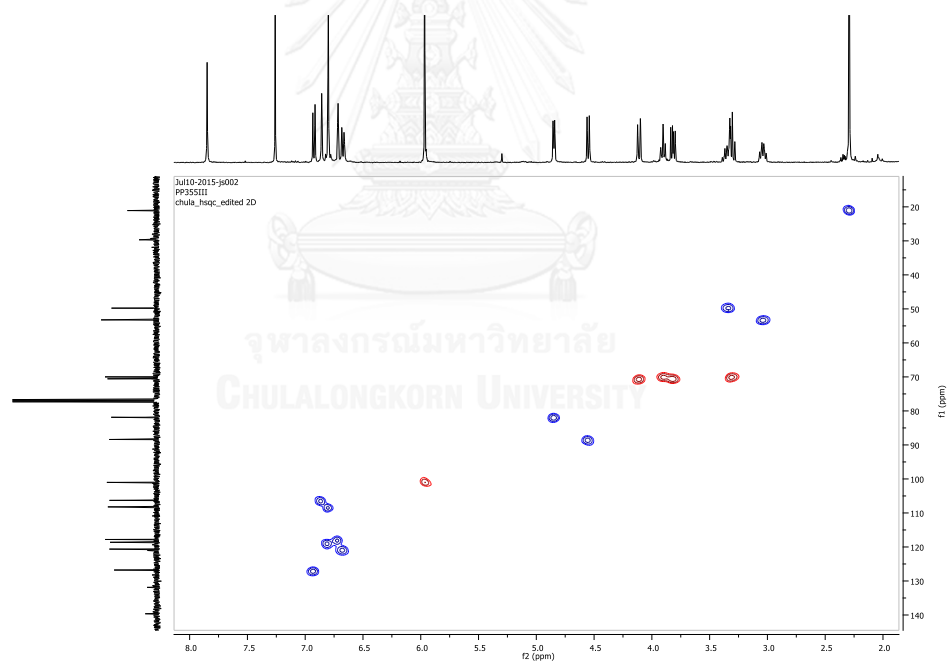 Jul10-2015-js002
PP355III
chula_hsqc_edited 2D
จุฬาลงกรณ์มหาวิทยาลัย
CHULALONGKORN UNIVERSITY
20
30
40
50
60
70
80
90
100
110
120
130
140
f1 (ppm)
8.0 7.5 7.0 6.5 6.0 5.5 5.0 4.5 4.0 3.5 3.0 2.5 2.0
f2 (ppm)